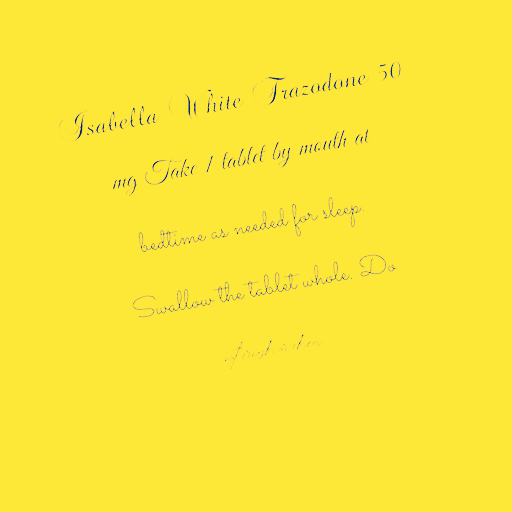 Isabella White Trazodone 50
mg Take 1 tablet by mouth at
bedtime as needed for sleep.
Swallow the tablet whole. Do